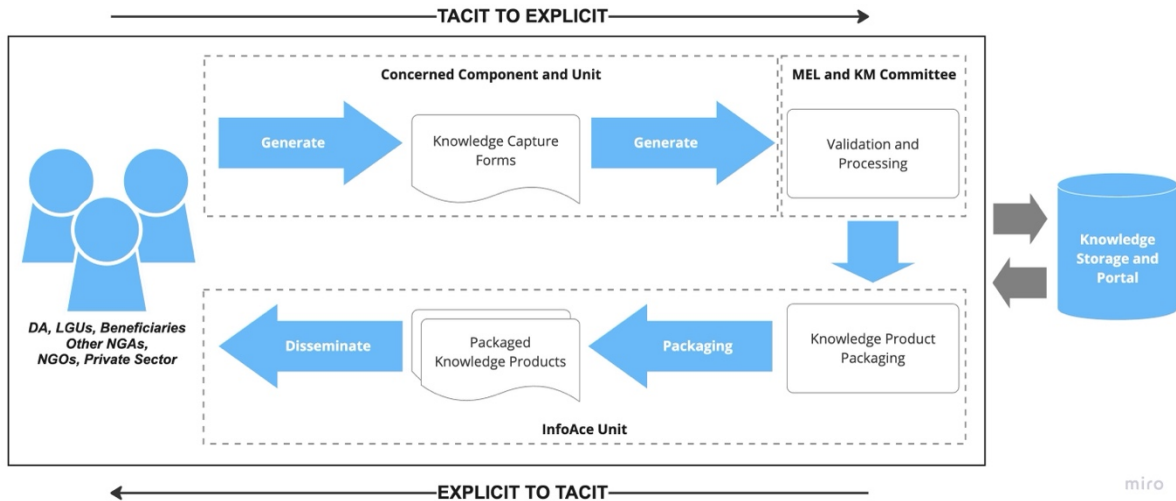 TACIT TO EXPLICIT
Concerned Component and Unit
MEL and KM Committee
Generate
Knowledge Capture
Forms
Generate
Validation and
Processing
DA, LGUs, Beneficiaries
Other NGAs,
NGOs, Private Sector
Knowledge
Storage and
Portal
Disseminate
Packaged
Knowledge Products
Packaging
Knowledge Product
Packaging
InfoAce Unit
EXPLICIT TO TACIT
miro